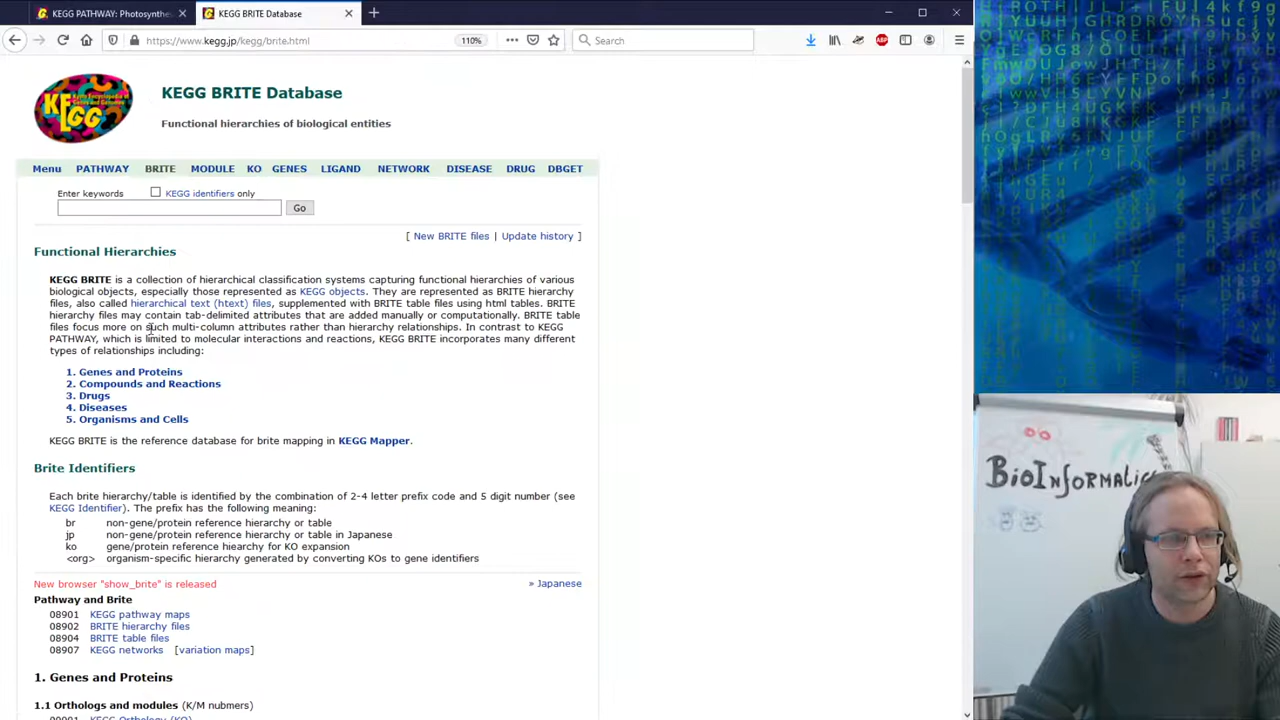 KEGG PATHWAY: Photosynthes
KEGG BRITE Database
https://www.kegg.jp/kegg/brite.html
110%
Search
KEGG
KEGG BRITE Database
Functional hierarchies of biological entities
Menu PATHWAY BRITE MODULE KO GENES LIGAND NETWORK DISEASE DRUG DBGET
Enter keywords KEGG identifiers only
Go
[ New BRITE files | Update history ]
Functional Hierarchies
KEGG BRITE is a collection of hierarchical classification systems capturing functional hierarchies of various
biological objects, especially those represented as KEGG objects. They are represented as BRITE hierarchy
files, also called hierarchical text (htext) files, supplemented with BRITE table files using html tables. BRITE
hierarchy files may contain tab-delimited attributes that are added manually or computationally. BRITE table
files focus more on such multi-column attributes rather than hierarchy relationships. In contrast to KEGG
PATHWAY, which is limited to molecular interactions and reactions, KEGG BRITE incorporates many different
types of relationships including:
1. Genes and Proteins
2. Compounds and Reactions
3. Drugs
4. Diseases
5. Organisms and Cells
KEGG BRITE is the reference database for brite mapping in KEGG Mapper.
Brite Identifiers
Each brite hierarchy/table is identified by the combination of 2-4 letter prefix code and 5 digit number (see
KEGG Identifier). The prefix has the following meaning:
br non-gene/protein reference hierarchy or table
jp non-gene/protein reference hierarchy or table in Japanese
ko gene/protein reference hiearchy for KO expansion
<org> organism-specific hierarchy generated by converting KOs to gene identifiers
New browser "show_brite" is released
» Japanese
Pathway and Brite
08901 KEGG pathway maps
08902 BRITE hierarchy files
08904 BRITE table files
08907 KEGG networks [variation maps]
1. Genes and Proteins
1.1 Orthologs and modules (K/M nubmers)
BioInformatics